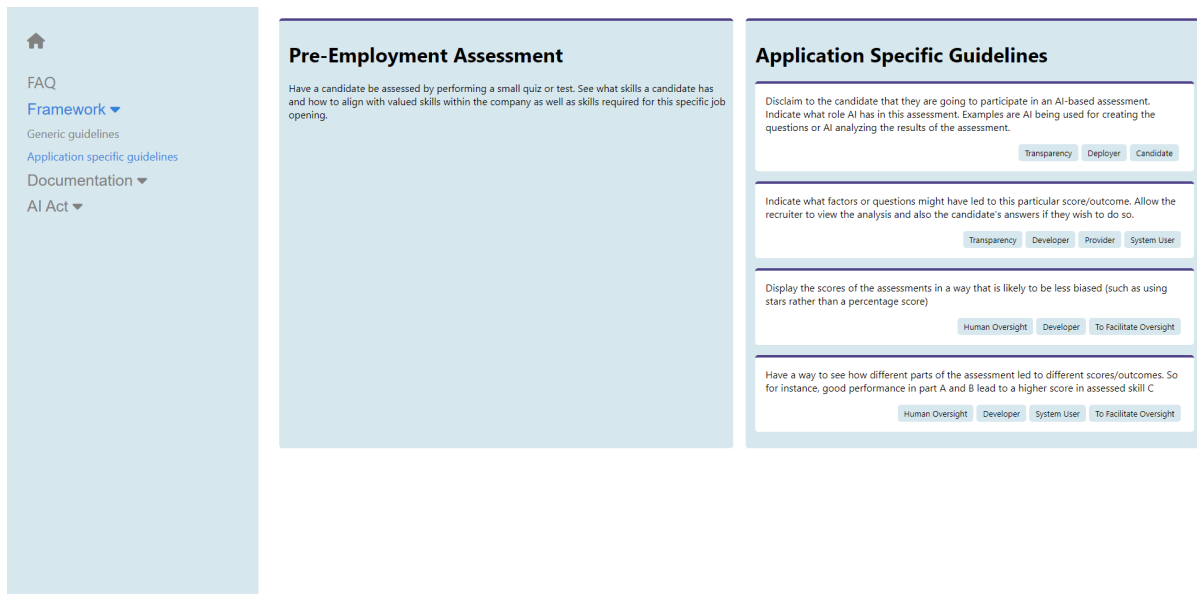 FAQ
Framework
Generic guidelines
Application specific guidelines
Documentation
AI Act
Pre-Employment Assessment
Have a candidate be assessed by performing a small quiz or test. See what skills a candidate has
and how to align with valued skills within the company as well as skills required for this specific job
opening.
Application Specific Guidelines
Disclaim to the candidate that they are going to participate in an AI-based assessment.
Indicate what role AI has in this assessment. Examples are AI being used for creating the
questions or AI analyzing the results of the assessment.
Transparency Deployer Candidate
Indicate what factors or questions might have led to this particular score/outcome. Allow the
recruiter to view the analysis and also the candidate's answers if they wish to do so.
Transparency Developer Provider System User
Display the scores of the assessments in a way that is likely to be less biased (such as using
stars rather than a percentage score)
Human Oversight Developer To Facilitate Oversight
Have a way to see how different parts of the assessment led to different scores/outcomes. So
for instance, good performance in part A and B lead to a higher score in assessed skill C
Human Oversight Developer System User To Facilitate Oversight